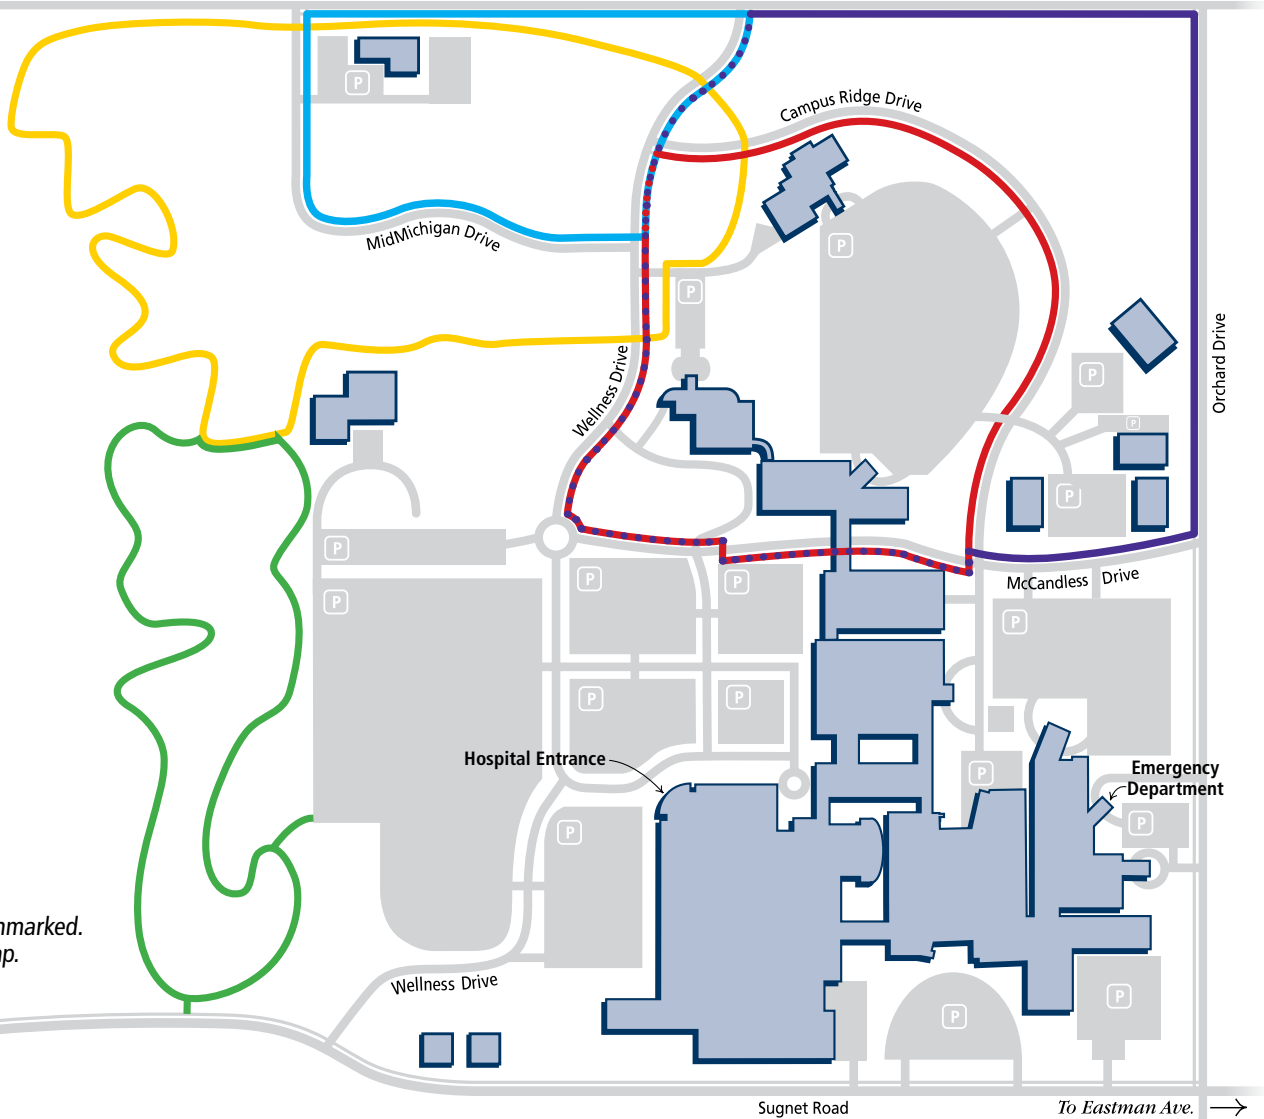 P
Campus Ridge Drive
MidMichigan Drive
P
P
Wellness Drive
Orchard Drive
P
P
P
P
P
P
P
McCandless Drive
P
P
P
P
Hospital Entrance
P
Emergency
Department
P
P
nmarked.
p.
Wellness Drive
P
P
Sugnet Road
To Eastman Ave.